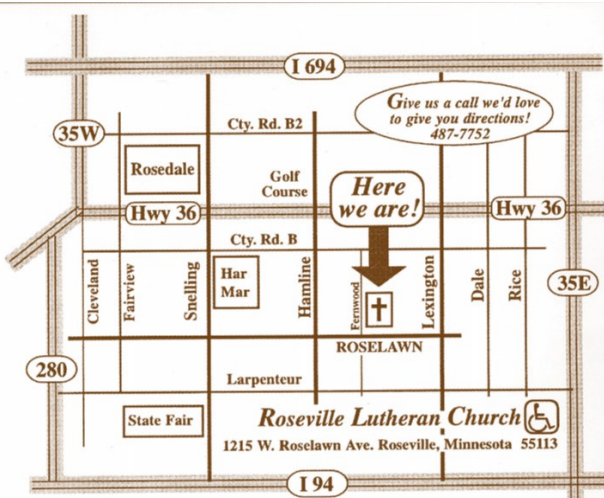 I 694
Give us a call we'd love
to give you directions!
487-7752
35W
Cty. Rd. B2
Rosedale
Golf
Course
Here
we are!
Hwy 36
Hwy 36
Cty. Rd. B
Cleveland
Fairview
Snelling
Har
Mar
Hamline
Fernwood
Lexington
Dale
Rice
35E
ROSELAWN
280
Larpenteur
State Fair
Roseville Lutheran Church
1215 W. Roselawn Ave. Roseville, Minnesota 55113
I 94